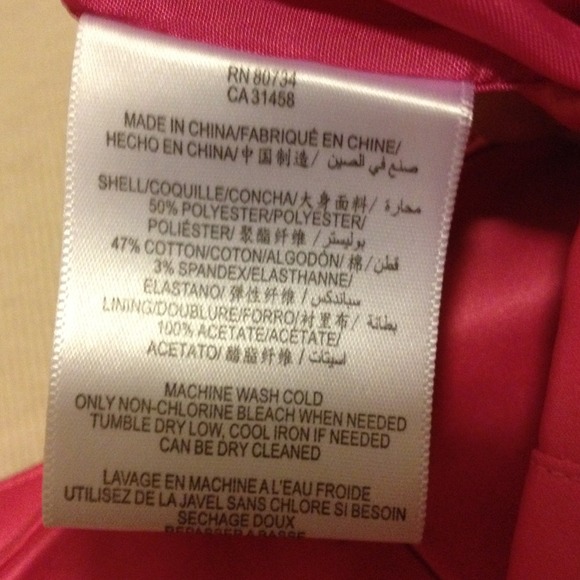 RN 80734
CA 31458
MADE IN CHINA/FABRIQUÉ EN CHINE/
HECHO EN CHINA/中国制造/ صنع في الصين
SHELL/COQUILLE/CONCHA/大身面料/ محارة
50% POLYESTER/POLYESTER/
POLIÉSTER/ 聚酯纤维 /بوليستر
47% COTTON/COTON/ALGODÓN/ 棉/قطن
3% SPANDEX/ELASTHANNE/
ELASTANO/ 弹性纤维 /سباندكس
LINING/DOUBLURE/FORRO/衬里布/ بطانة
100% ACETATE/ACETATE/
ACETATO/ 醋酯纤维 /اسيتات
MACHINE WASH COLD
ONLY NON-CHLORINE BLEACH WHEN NEEDED
TUMBLE DRY LOW, COOL IRON IF NEEDED
CAN BE DRY CLEANED
LAVAGE EN MACHINE A L'EAU FROIDE
UTILISEZ DE LA JAVEL SANS CHLORE SI BESOIN
SECHAGE DOUX